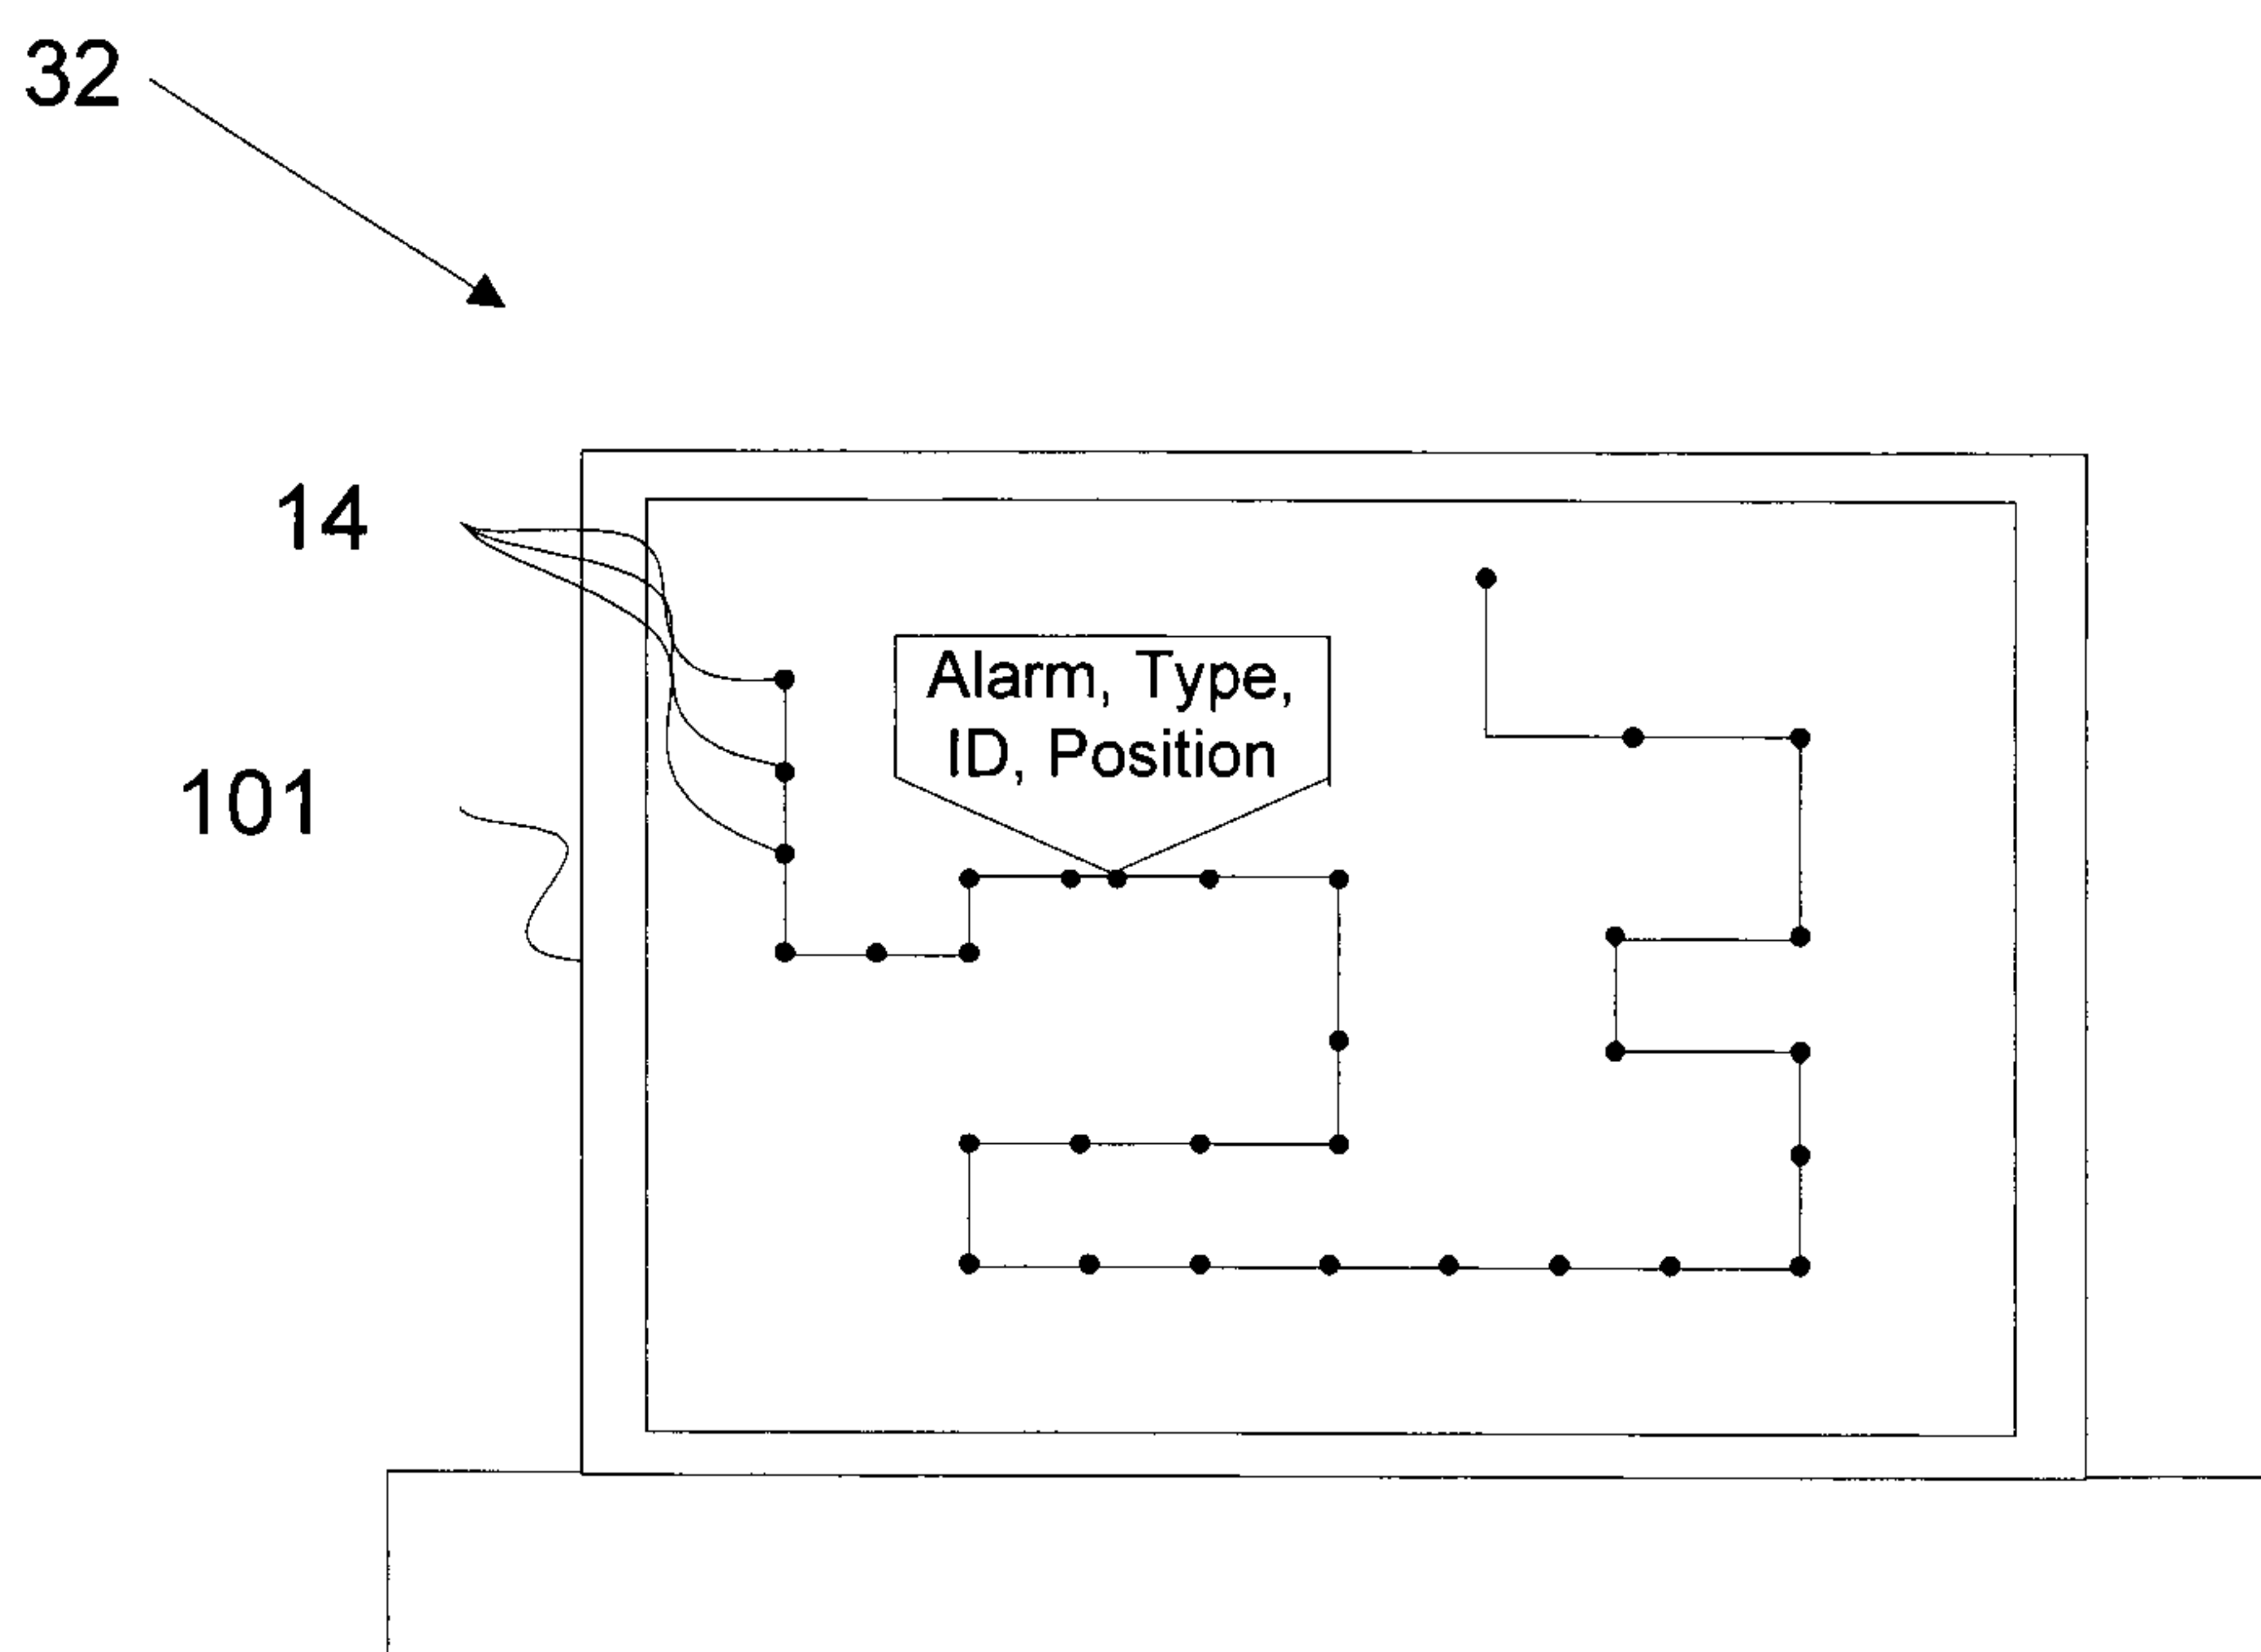 32
14
Alarm, Type,
ID, Position
101